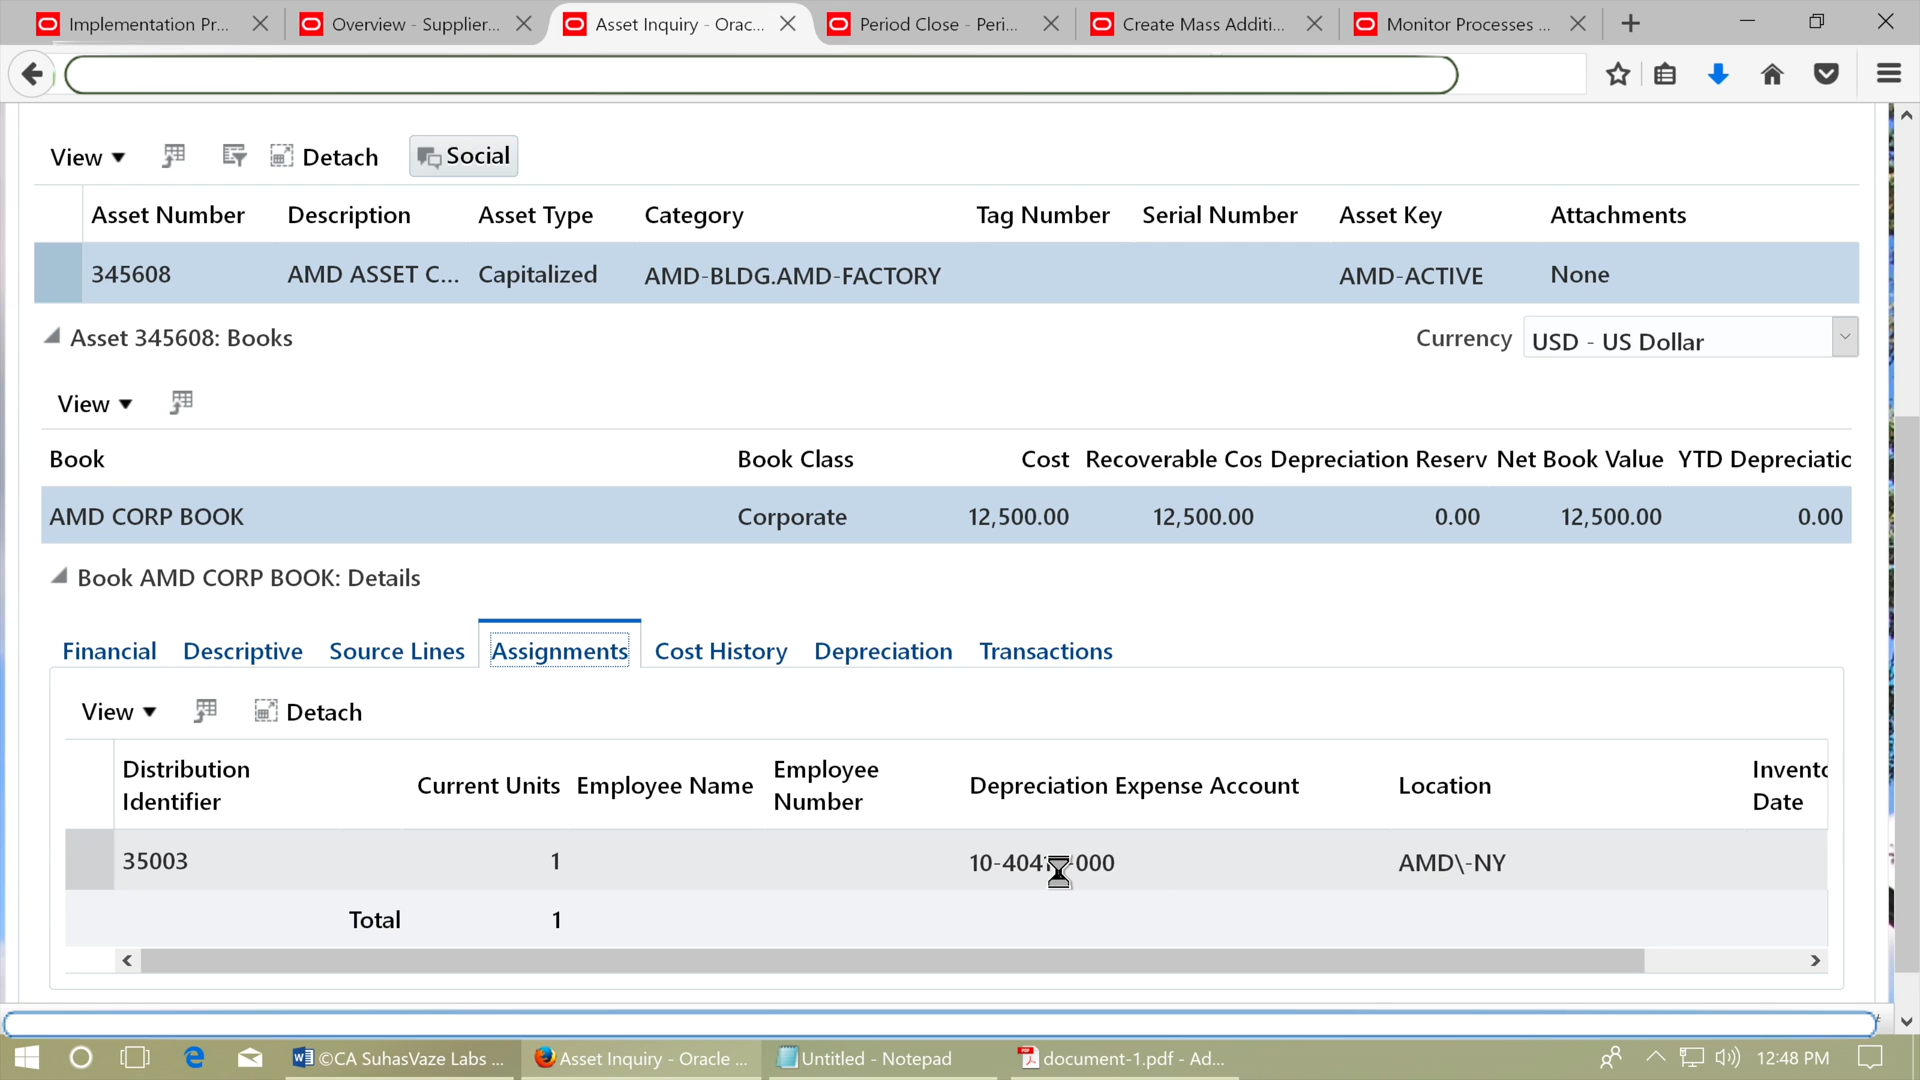 Implementation Pr...
Overview - Supplier...
Asset Inquiry - Orac...
Period Close - Peri...
Create Mass Additi...
Monitor Processes ...
View
Detach
Social
Asset Number Description Asset Type Category Tag Number Serial Number Asset Key Attachments
345608 AMD ASSET C... Capitalized AMD-BLDG.AMD-FACTORY AMD-ACTIVE None
Asset 345608: Books
Currency USD - US Dollar
View
Book Book Class Cost Recoverable Cos Depreciation Reserv Net Book Value YTD Depreciatic
AMD CORP BOOK Corporate 12,500.00 12,500.00 0.00 12,500.00 0.00
Book AMD CORP BOOK: Details
Financial Descriptive Source Lines Assignments Cost History Depreciation Transactions
View
Detach
Distribution Identifier Current Units Employee Name Employee Number Depreciation Expense Account Location Invento Date
35003 1 AMD\-NY
Total 1
©CA SuhasVaze Labs ...
Asset Inquiry - Oracle ...
Untitled - Notepad
document-1.pdf - Ad...
12:48 PM